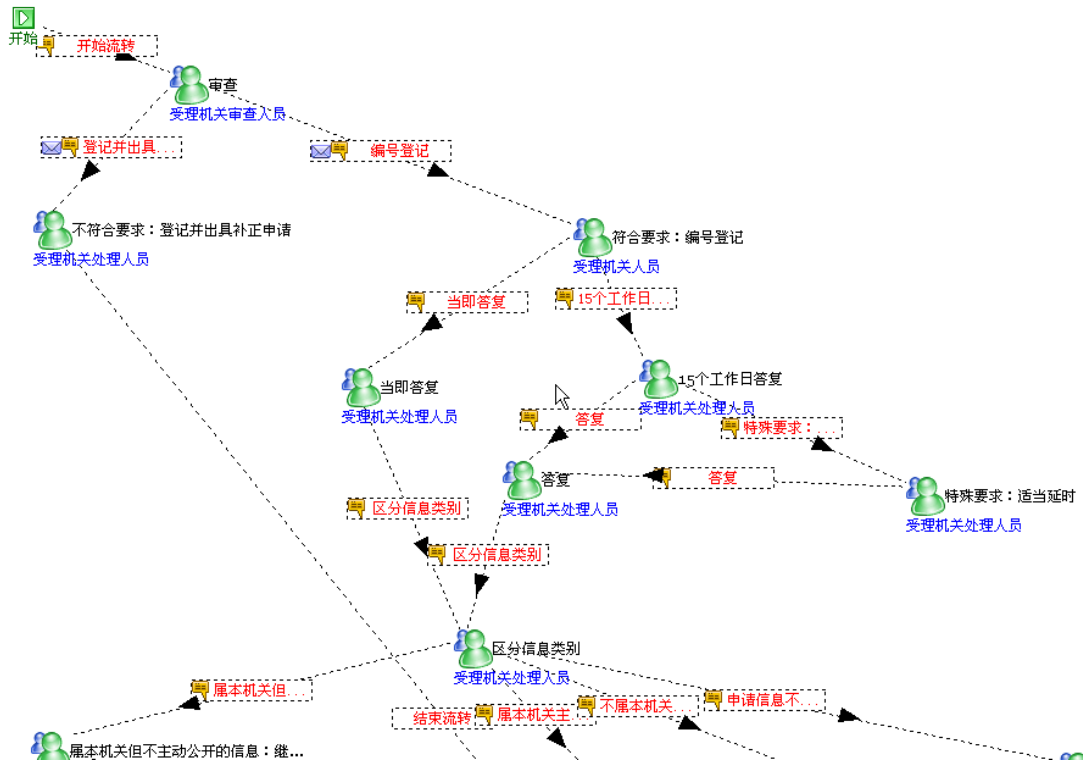 开始
开始流转
审查
受理机关审查人员
登记并出具...
编号登记
不符合要求：登记并出具补正申请
受理机关处理人员
符合要求：编号登记
受理机关人员
当即答复
15个工作日...
当即答复
受理机关处理人员
15个工作日答复
受理机关处理人员
答复
特殊要求：...
答复
受理机关处理人员
答复
特殊要求：适当延时
受理机关处理人员
区分信息类别
区分信息类别
区分信息类别
受理机关处理人员
属本机关但...
结束流转
属本机关主...
不属本机关...
申请信息不...
属本机关但不主动公开的信息：继...